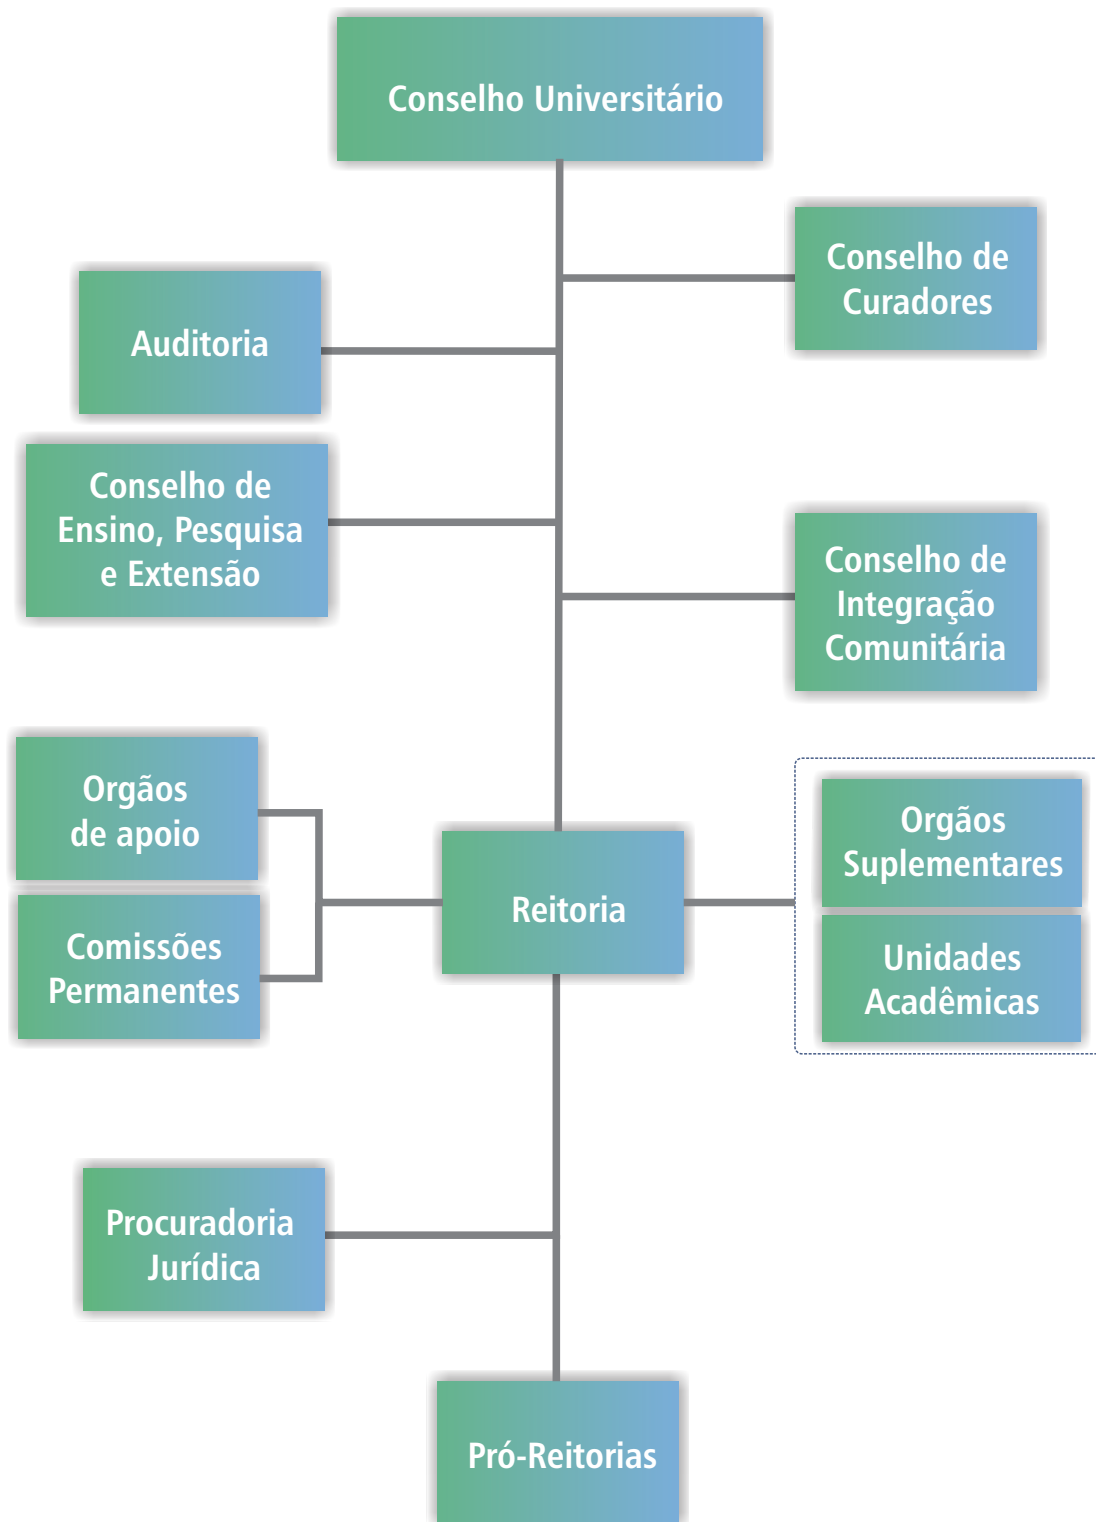 Conselho Universitário
Conselho de
Curadores
Auditoria
Conselho de
Ensino, Pesquisa
e Extensão
Conselho de
Integração
Comunitária
Orgãos
de apoio
Comissões
Permanentes
Reitoria
Orgãos
Suplementares
Unidades
Acadêmicas
Procuradoria
Jurídica
Pró-Reitorias